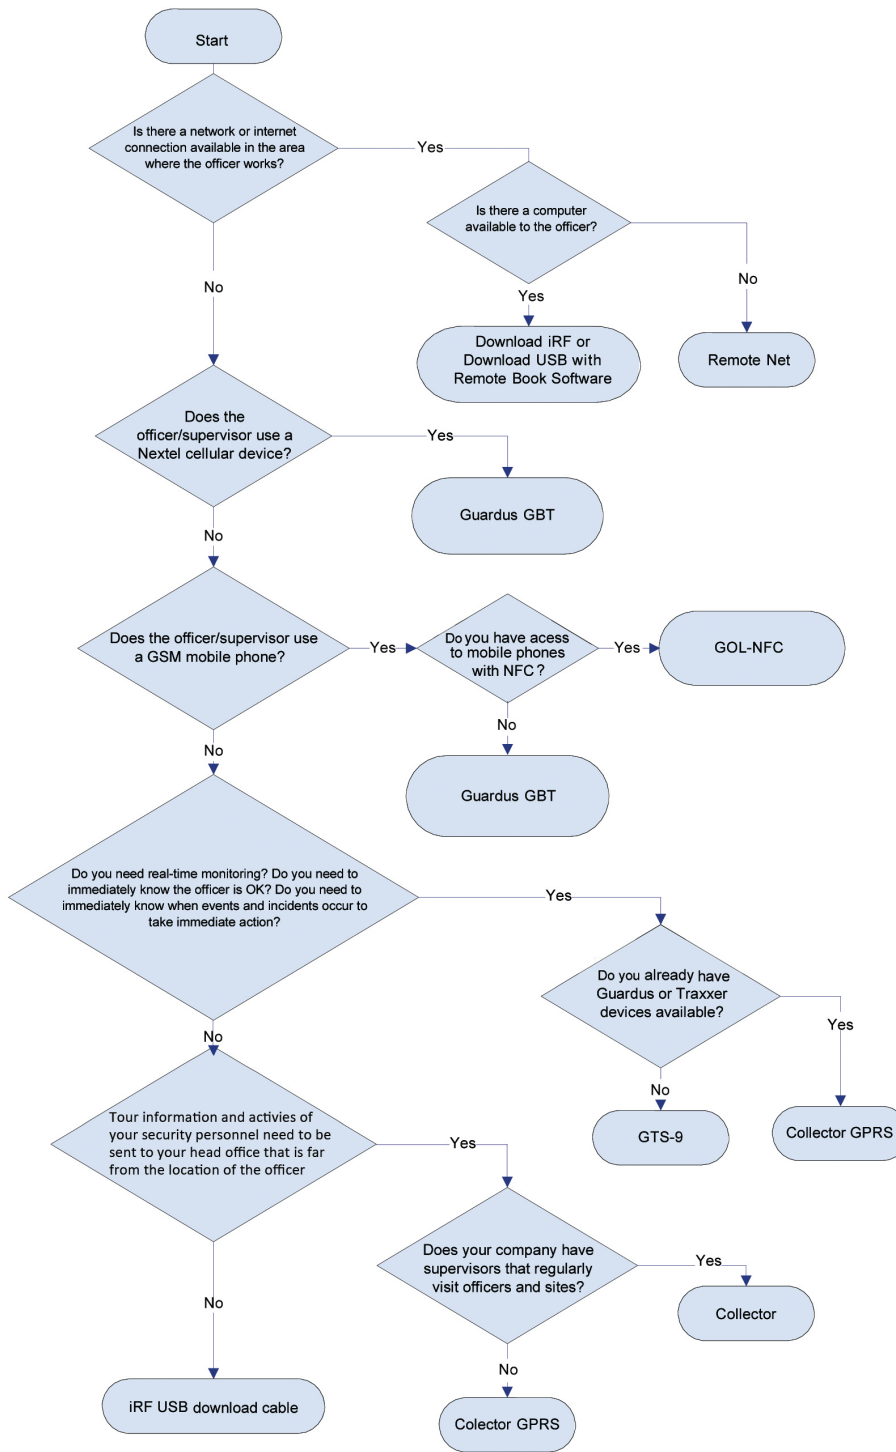 Start
Is there a network or internet
connection available in the area
where the officer works?
Yes
Is there a computer
available to the officer?
No
No
Yes
Download iRF or
Download USB with
Remote Book Software
Remote Net
Does the
officer/supervisor use a
Nextel cellular device?
Yes
Guardus GBT
No
Does the officer/supervisor use
a GSM mobile phone?
Yes
Do you have acess
to mobile phones
with NFC ?
Yes
GOL-NFC
No
No
Guardus GBT
Do you need real-time monitoring? Do you need to
immediately know the officer is OK? Do you need to
immediately know when events and incidents occur to
take immediate action?
Yes
Do you already have
Guardus or Traxxer
devices available?
Yes
No
No
GTS-9
Collector GPRS
Tour information and activies of
your security personnel need to be
sent to your head office that is far
from the location of the officer
Yes
Does your company have
supervisors that regularly
visit officers and sites?
Yes
Collector
No
No
iRF USB download cable
Colector GPRS